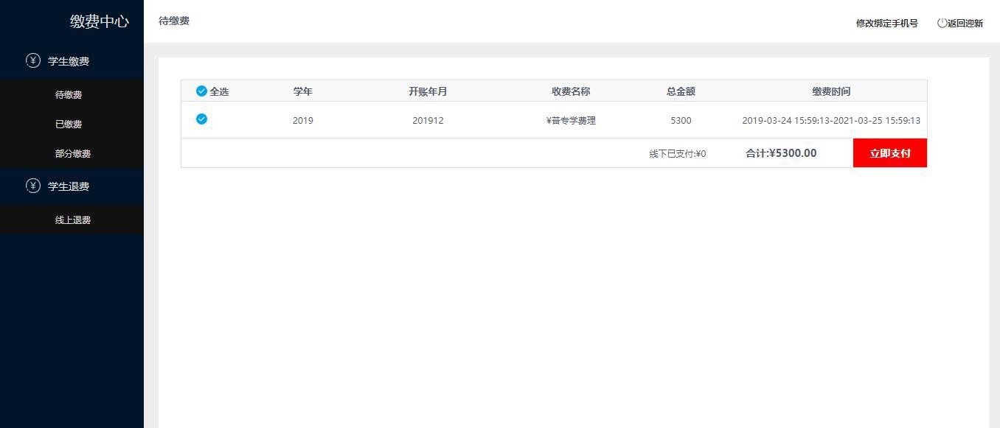 缴费中心
学生缴费
待缴费
已缴费
部分缴费
学生退费
线上退费
待缴费
修改绑定手机号 返回迎新
全选 学年 开账年月 收费名称 总金额 缴费时间
2019 201912 ¥普专学费理 5300 2019-03-24 15:59:13-2021-03-25 15:59:13
线下已支付:¥0 合计:¥5300.00 立即支付